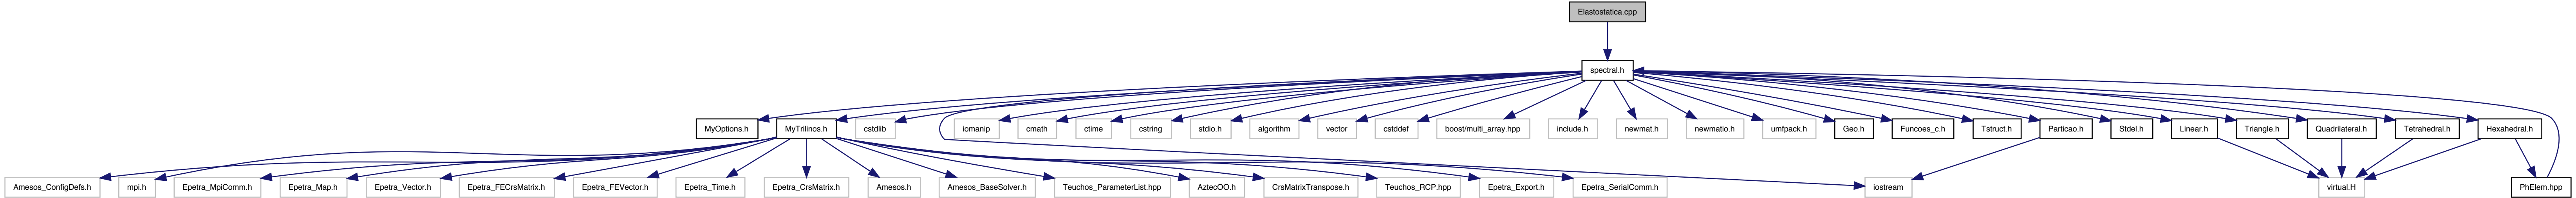 Elastostatica.cpp
spectral.h
MyOptions.h
MyTrilinos.h
cstdlib
iomanip
cmath
ctime
cstring
stdio.h
algorithm
vector
cstddef
boost/multi_array.hpp
include.h
newmat.h
newmatio.h
umfpack.h
Geo.h
Funcoes_c.h
Tstruct.h
Particao.h
Stdel.h
Linear.h
Triangle.h
Quadrilateral.h
Tetrahedral.h
Hexahedral.h
Amesos_ConfigDefs.h
mpi.h
Epetra_MpiComm.h
Epetra_Map.h
Epetra_Vector.h
Epetra_FECrsMatrix.h
Epetra_FEVector.h
Epetra_Time.h
Epetra_CrsMatrix.h
Amesos.h
Amesos_BaseSolver.h
Teuchos_ParameterList.hpp
AztecOO.h
CrsMatrixTranspose.h
Teuchos_RCP.hpp
Epetra_Export.h
Epetra_SerialComm.h
iostream
virtual.H
PhElem.hpp